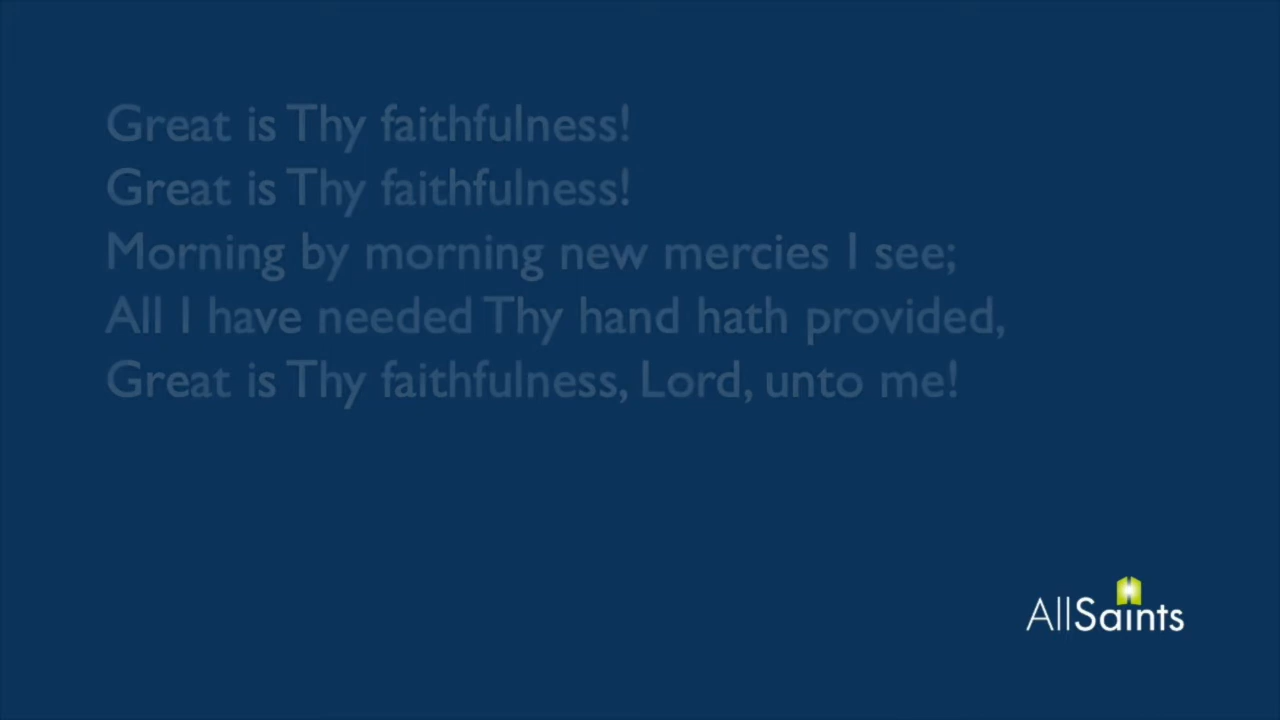 Great is Thy faithfulness!
Great is Thy faithfulness!
Morning by morning new mercies I see;
All I have needed Thy hand hath provided,
Great is Thy faithfulness, Lord, unto me!
AllSaints